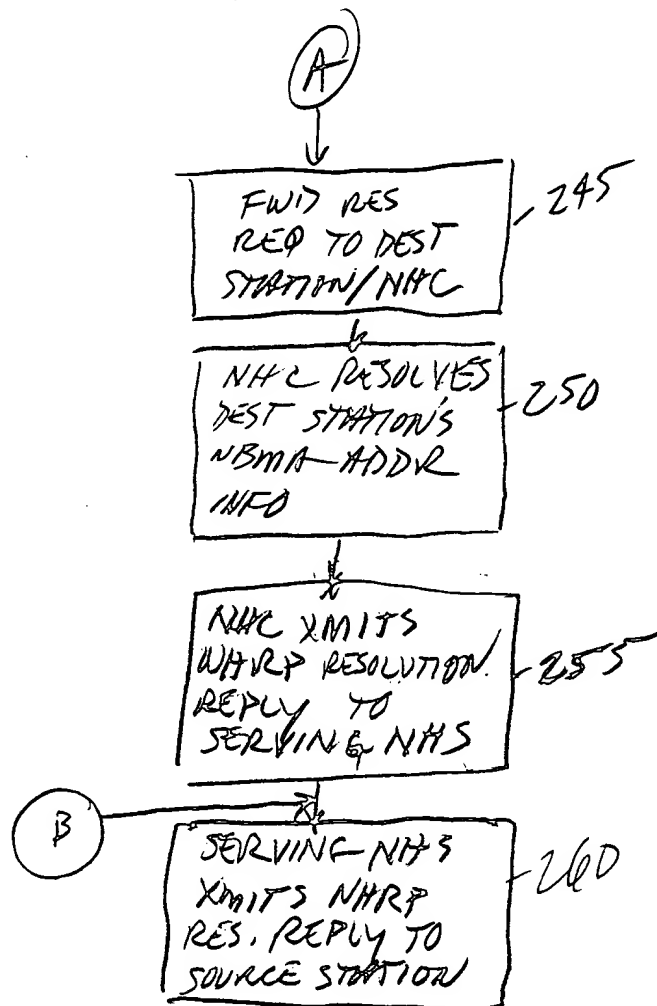 A
FWD RES
REQ TO DEST
STATION/NHC
245
NHC RESOLVES
DEST STATION'S
NBMA-ADDR
INFO
250
NHC XMITS
NHRP RESOLUTION
REPLY TO
SERVING NHS
255
B
SERVING NHS
XMITS NHRP
RES. REPLY TO
SOURCE STATION
260